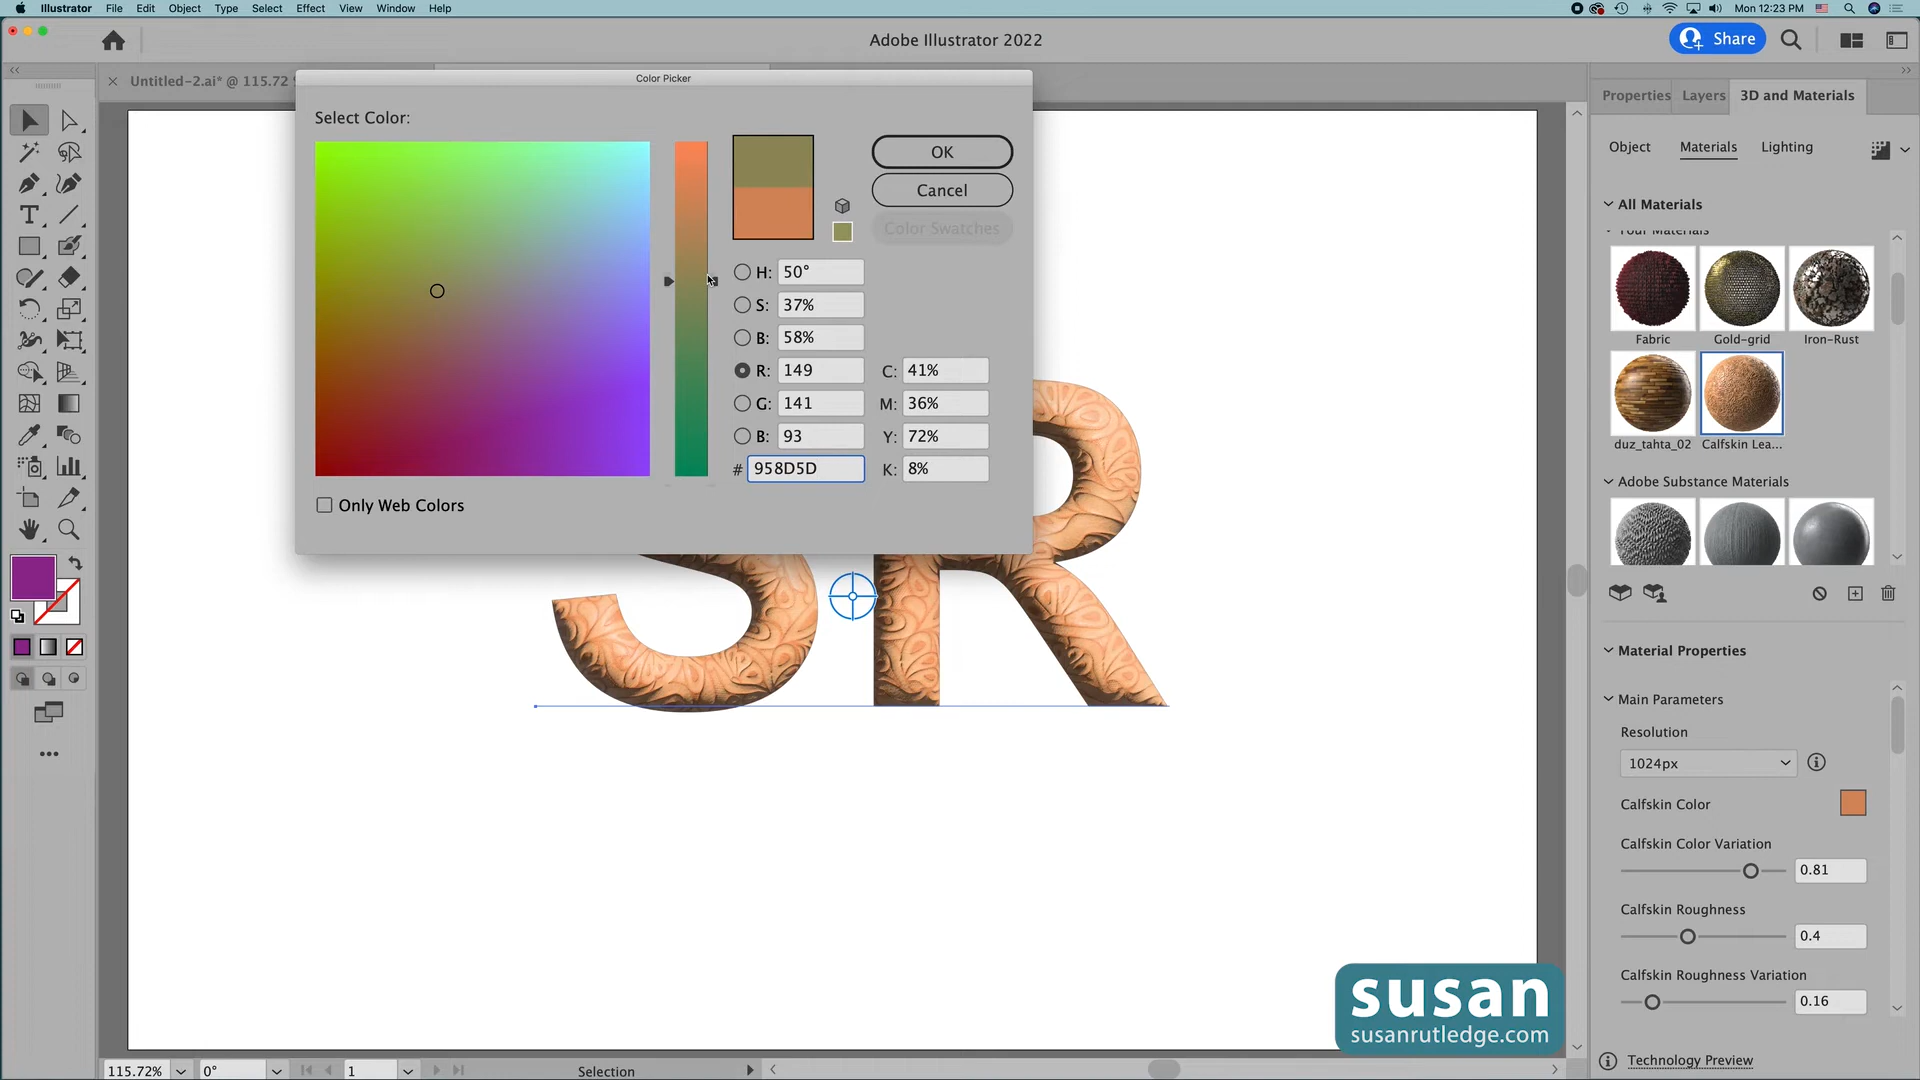 Illustrator File Edit Object Type Select Effect View Window Help
Mon 12:23 PM
Adobe Illustrator 2022
Share
Untitled-2.ai* @ 115.72
Properties Layers 3D and Materials
Color Picker
Select Color:
OK
Cancel
Color Swatches
H: 50°
S: 37%
B: 58%
R: 149 C: 41%
G: 141 M: 36%
B: 93 Y: 72%
# 958D5D K: 8%
Only Web Colors
Object Materials Lighting
All Materials
Your Materials
Fabric Gold-grid Iron-Rust
duz_tahta_02 Calfskin Lea...
Adobe Substance Materials
Material Properties
Main Parameters
Resolution
1024px
Calfskin Color
Calfskin Color Variation
0.81
Calfskin Roughness
0.4
Calfskin Roughness Variation
0.16
Technology Preview
SR
susan
susanrutledge.com
115.72% 0° 1 Selection